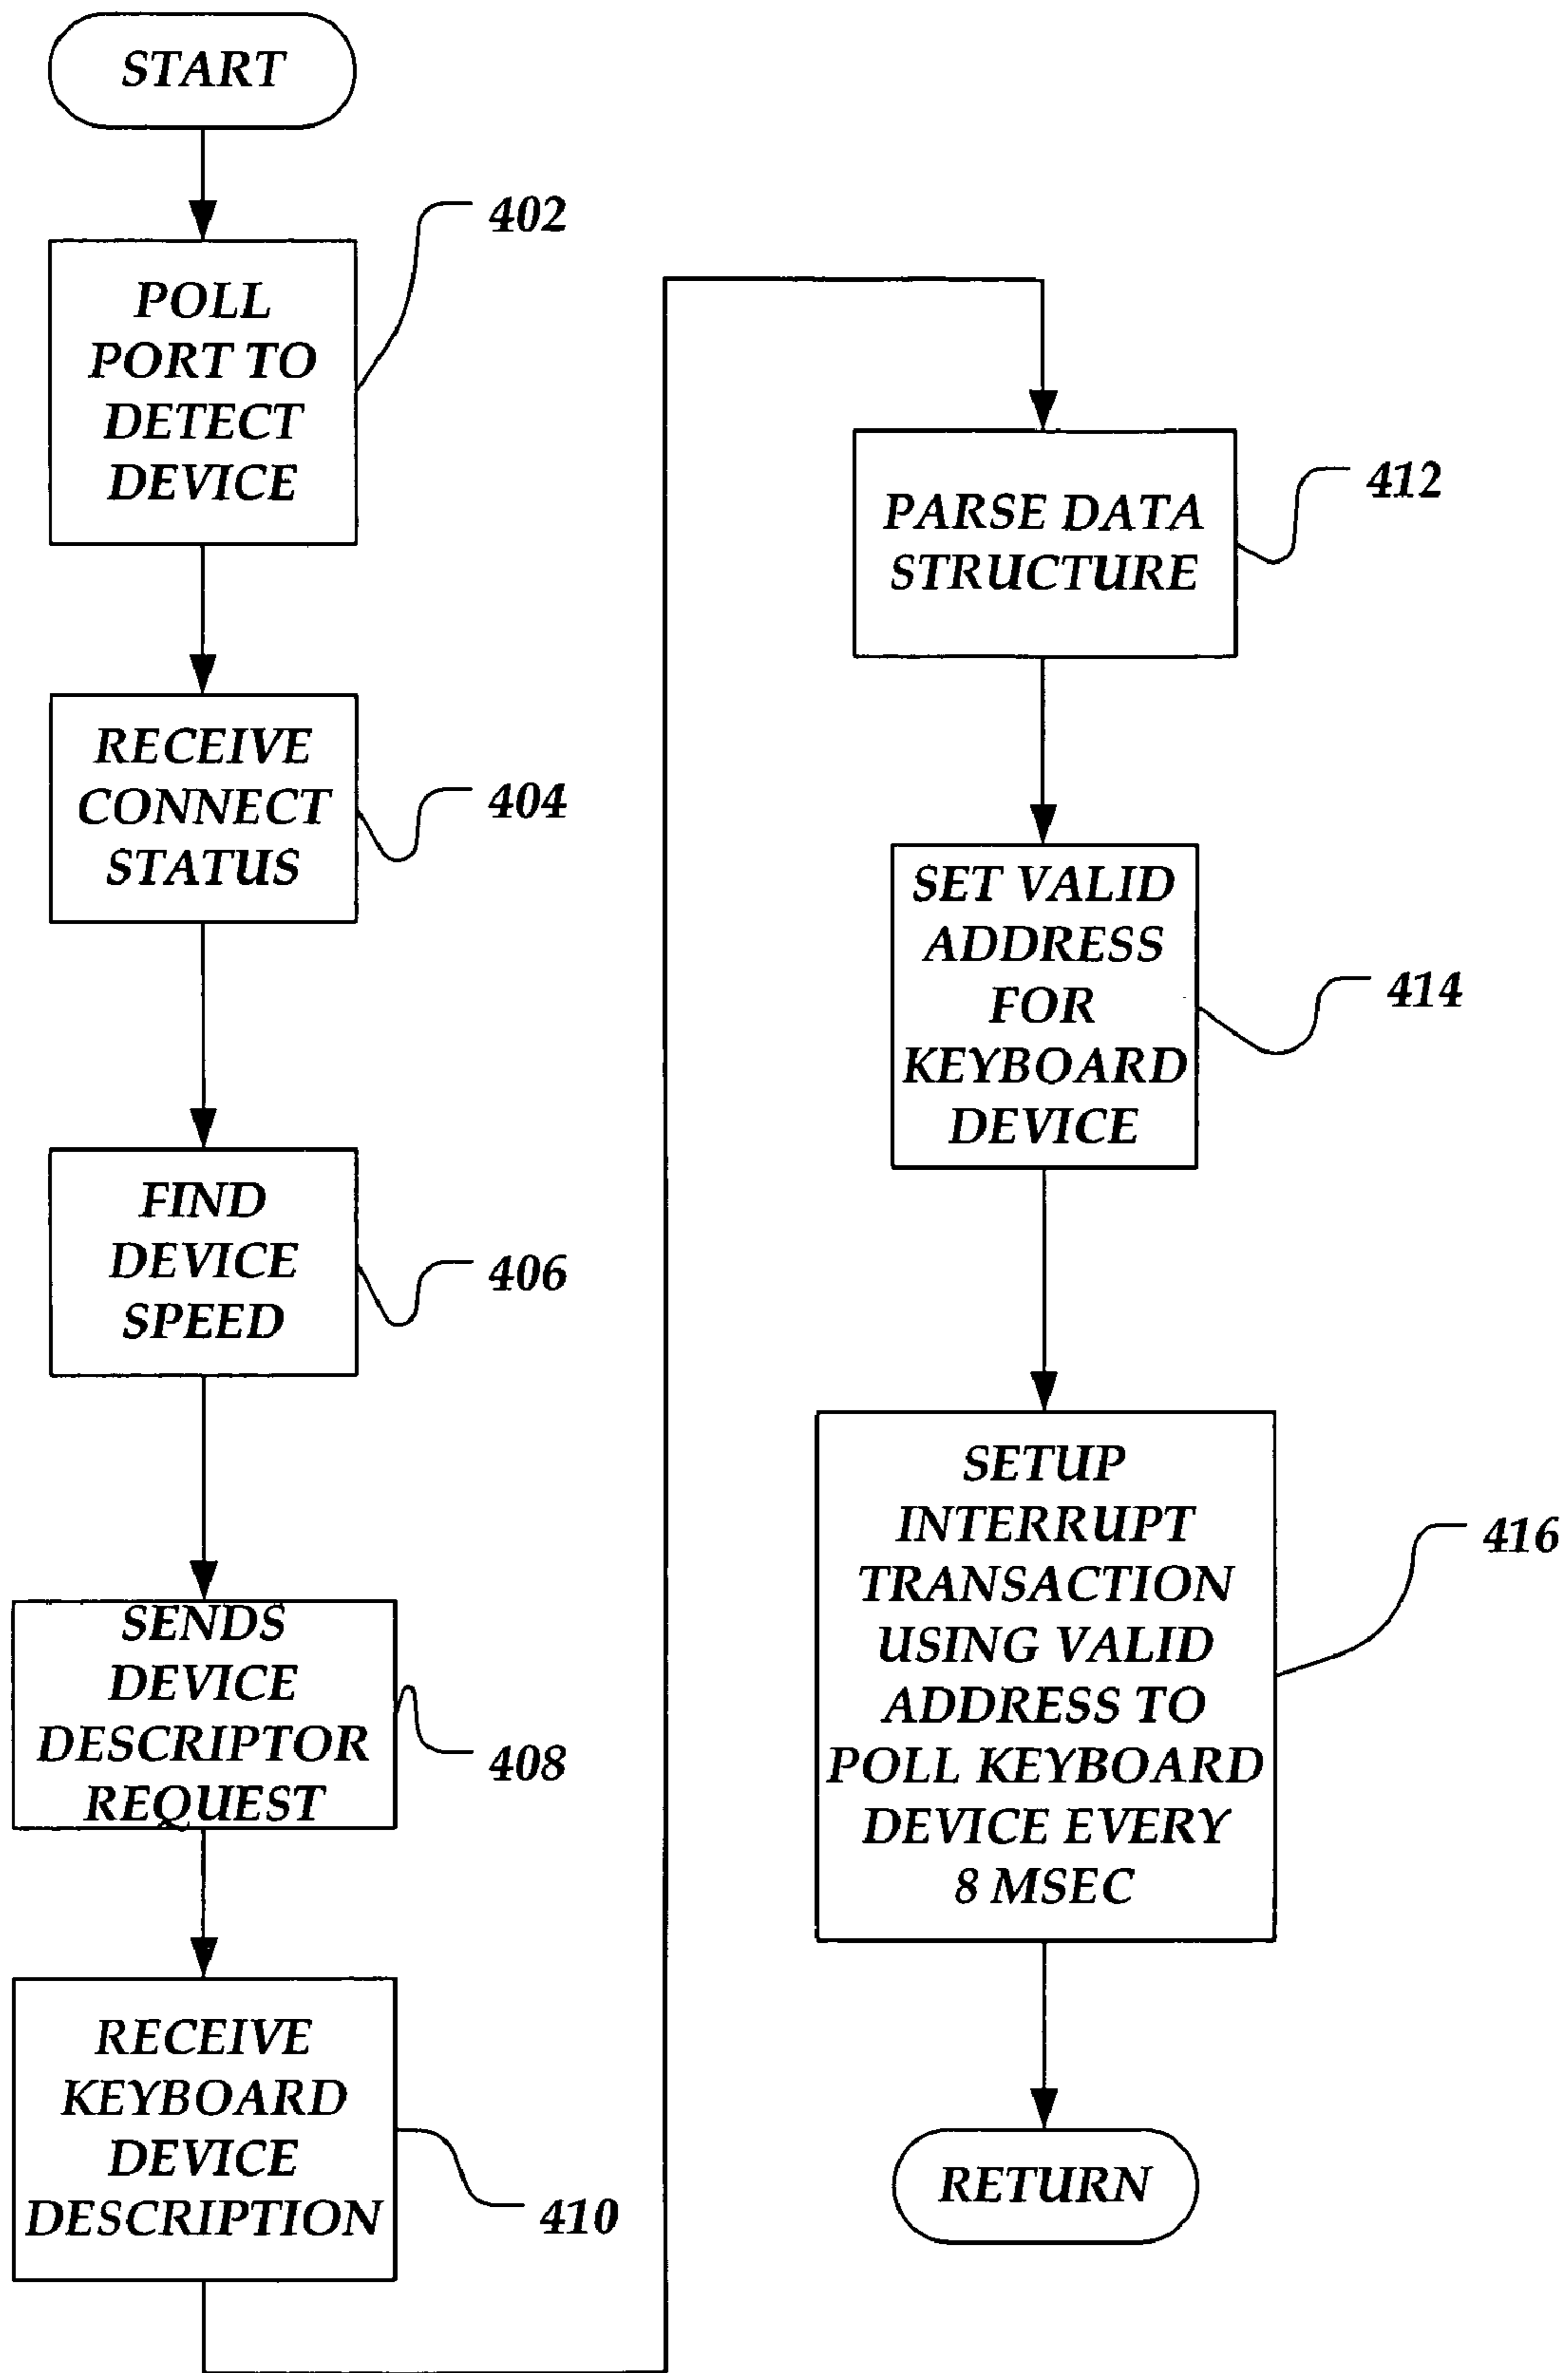 START
402
POLL
PORT TO
DETECT
DEVICE
RECEIVE
CONNECT
STATUS
404
FIND
DEVICE
SPEED
406
SENDS
DEVICE
DESCRIPTOR
REQUEST
408
RECEIVE
KEYBOARD
DEVICE
DESCRIPTION
410
PARSE DATA
STRUCTURE
412
SET VALID
ADDRESS
FOR
KEYBOARD
DEVICE
414
SETUP
INTERRUPT
TRANSACTION
USING VALID
ADDRESS TO
POLL KEYBOARD
DEVICE EVERY
8 MSEC
416
RETURN